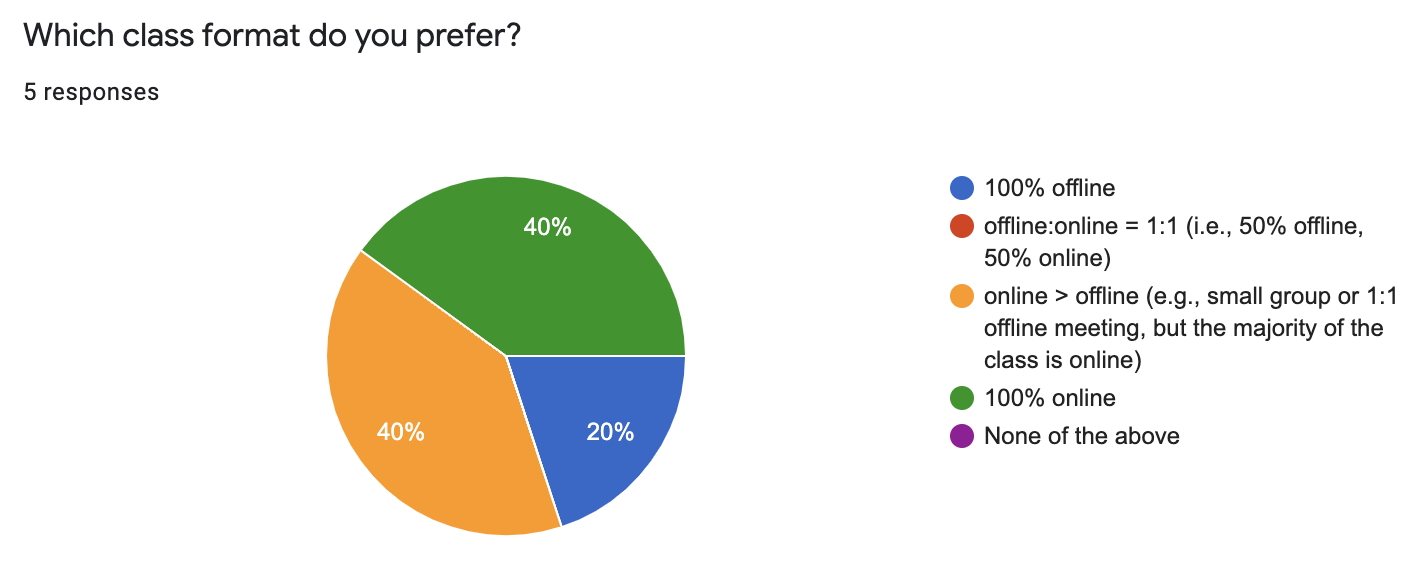 Which class format do you prefer?
5 responses
40%
40%
20%
100% offline
offline:online = 1:1 (i.e., 50% offline,
50% online)
online > offline (e.g., small group or 1:1
offline meeting, but the majority of the
class is online)
100% online
None of the above